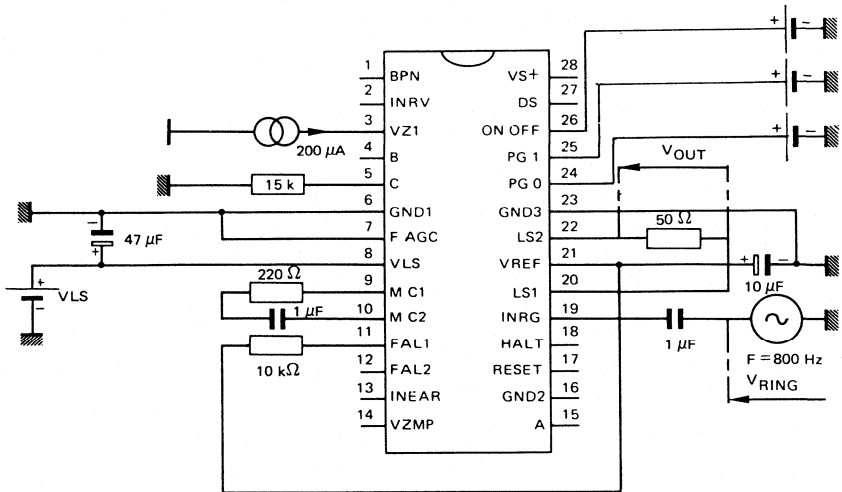 + -
1 BPN VS+ 28
+ -
2 INRV DS 27
3 VZ1 ON OFF 26
200 µA
+ -
4 B PG 1 25
VOUT
5 C PG 0 24
15 k
6 GND1 GND3 23
-
47 µF
+
50 Ω
7 F AGC LS2 22
8 VLS VREF 21
+ -
10 µF
+
VLS
-
220 Ω
9 MC1 LS1 20
1 µF
10 MC2 INRG 19
1 µF
F = 800 Hz
11 FAL1 HALT 18
10 kΩ
12 FAL2 RESET 17
VRING
13 INEAR GND2 16
14 VZMP A 15